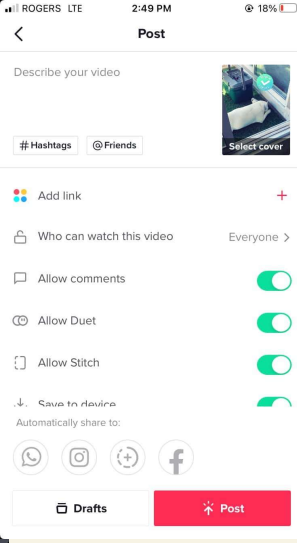 ROGERS LTE 2:49 PM 18%
Post
Describe your video
# Hashtags @ Friends
Select cover
Add link
Who can watch this video Everyone
Allow comments
Allow Duet
Allow Stitch
Save to device
Automatically share to:
Drafts Post